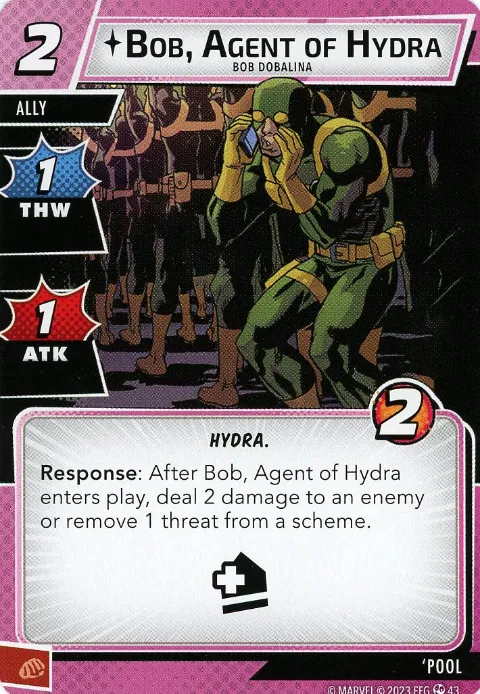 2
BOB, AGENT OF HYDRA
BOB DOBALINA
ALLY
1
THW
1
ATK
2
HYDRA.
Response: After Bob, Agent of Hydra
enters play, deal 2 damage to an enemy
or remove 1 threat from a scheme.
'POOL
© MARVEL © 2023 FFG 43